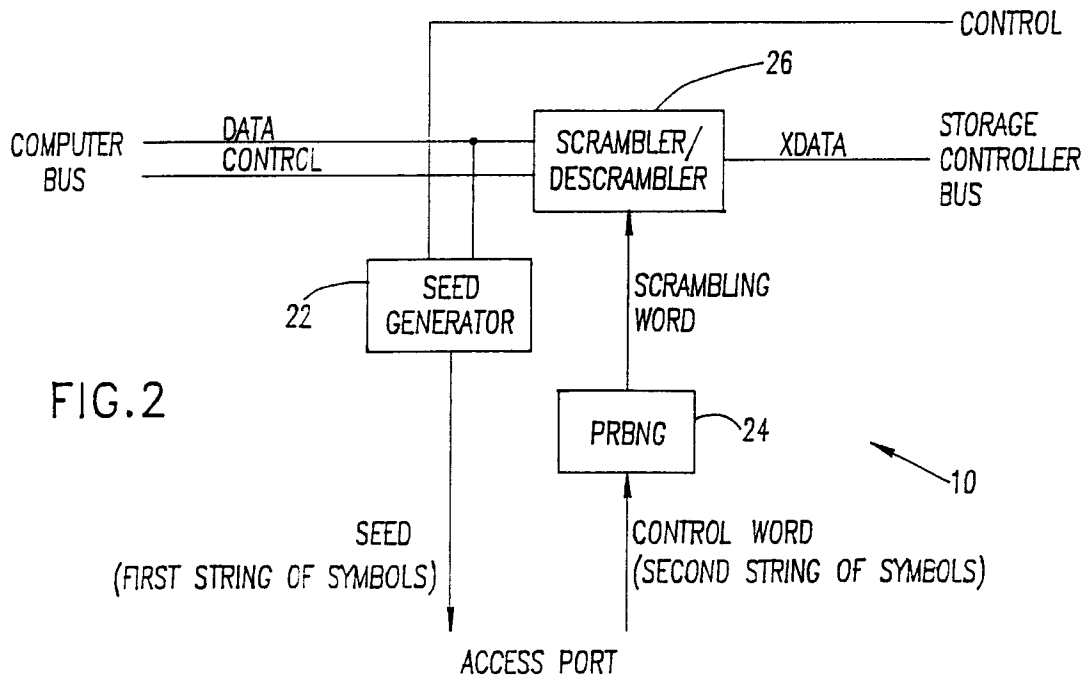 CONTROL
26
COMPUTER
BUS
DATA
CONTROL
SCRAMBLER/
DESCRAMBLER
XDATA
STORAGE
CONTROLLER
BUS
22
SEED
GENERATOR
SCRAMBLING
WORD
FIG.2
PRBNG
24
10
SEED
(FIRST STRING OF SYMBOLS)
CONTROL WORD
(SECOND STRING OF SYMBOLS)
ACCESS PORT